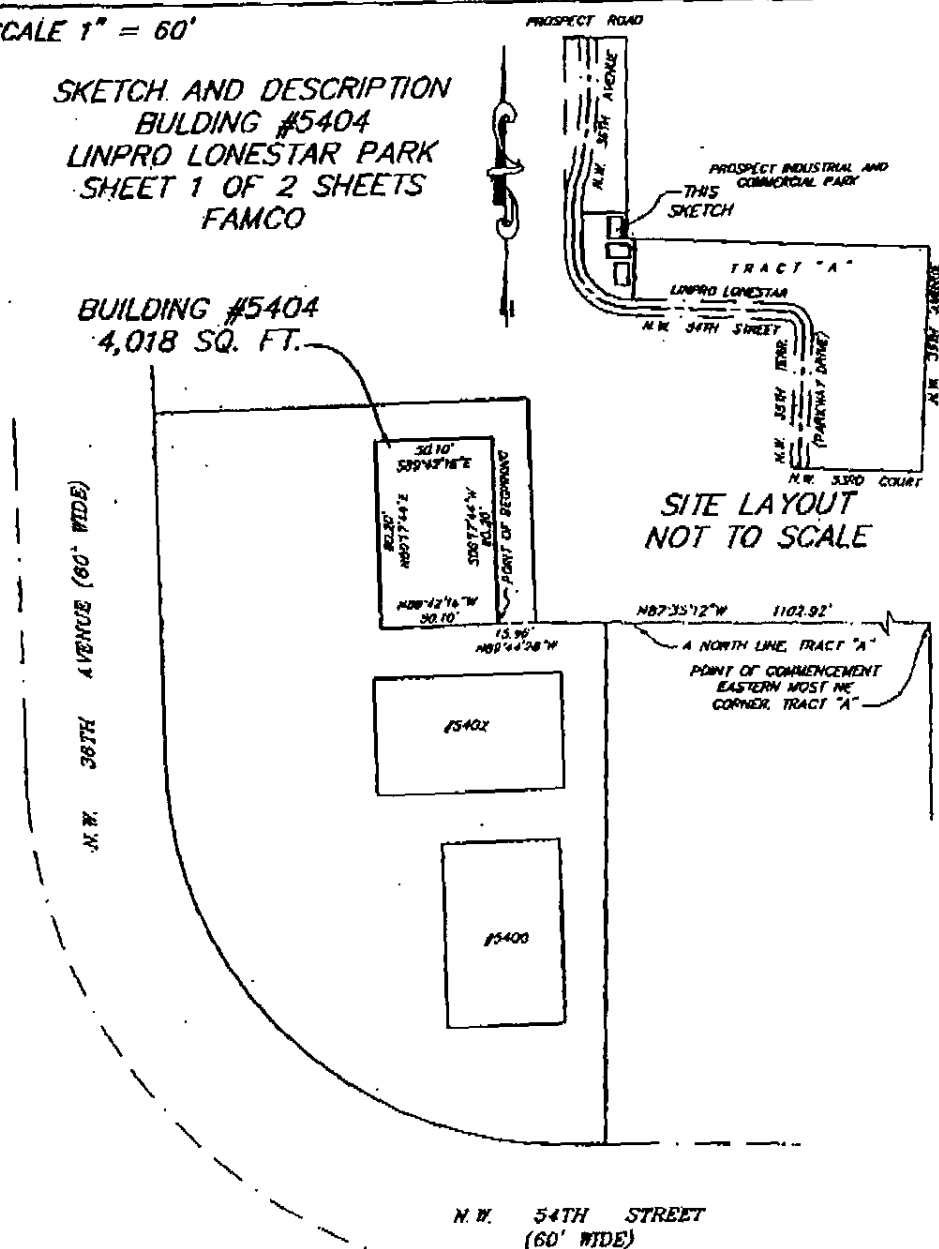 SCALE 1" = 60'
SKETCH AND DESCRIPTION
BULDING #5404
LINPRO LONESTAR PARK
SHEET 1 OF 2 SHEETS
FAMCO
PROSPECT ROAD
N.W. 36TH AVENUE
PROSPECT INDUSTRIAL AND
COMMERCIAL PARK
THIS
SKETCH
TRACT "A"
LINPRO LONESTAR
N.W. 54TH STREET
N.W. 35TH TERR.
(PARKWAY DRIVE)
N.W. 35TH AVENUE
N.W. 53RD COURT
SITE LAYOUT
NOT TO SCALE
BUILDING #5404
4,018 SQ. FT.
50.10'
S89°42'16"E
80.20'
N00°17'44"E
S00°17'44"W
80.20'
POINT OF BEGINNING
N89°42'16"W
50.10'
15.96'
N89°44'28"W
N87°35'12"W 1102.92'
A NORTH LINE, TRACT "A"
POINT OF COMMENCEMENT
EASTERN MOST NE
CORNER, TRACT "A"
#5402
#5400
N.W. 36TH AVENUE (60' WIDE)
N.W. 54TH STREET
(60' WIDE)